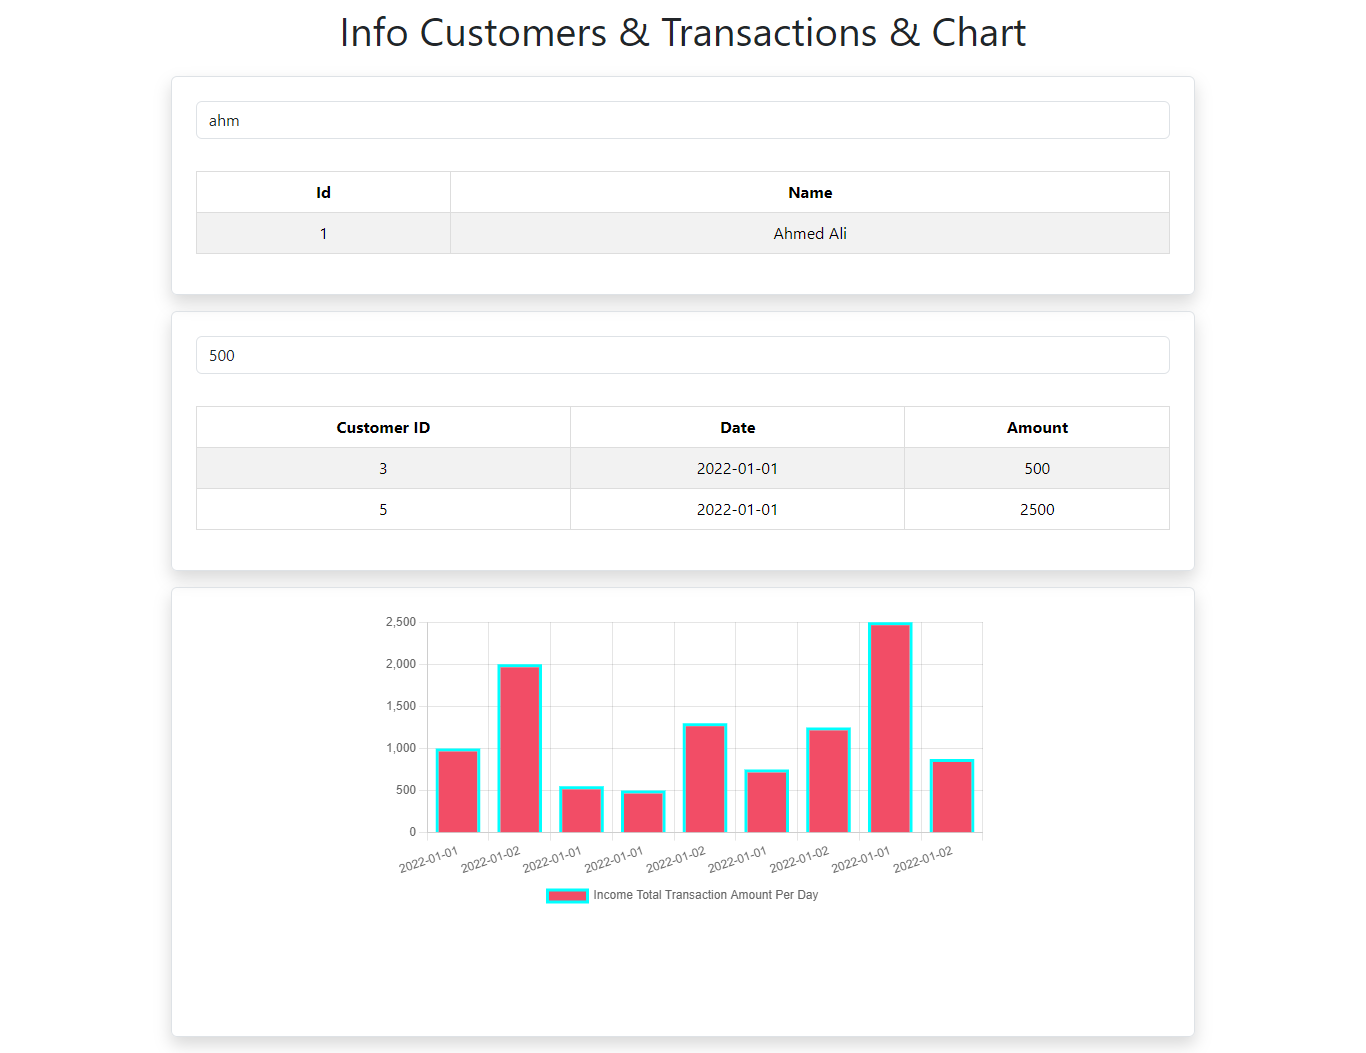 Info Customers & Transactions & Chart
ahm
Id Name
1 Ahmed Ali
500
Customer ID Date Amount
3 2022-01-01 500
5 2022-01-01 2500
2,500
2,000
1,500
1,000
500
0
2022-01-01 2022-01-02 2022-01-01 2022-01-01 2022-01-02 2022-01-01 2022-01-02 2022-01-01 2022-01-02
Income Total Transaction Amount Per Day